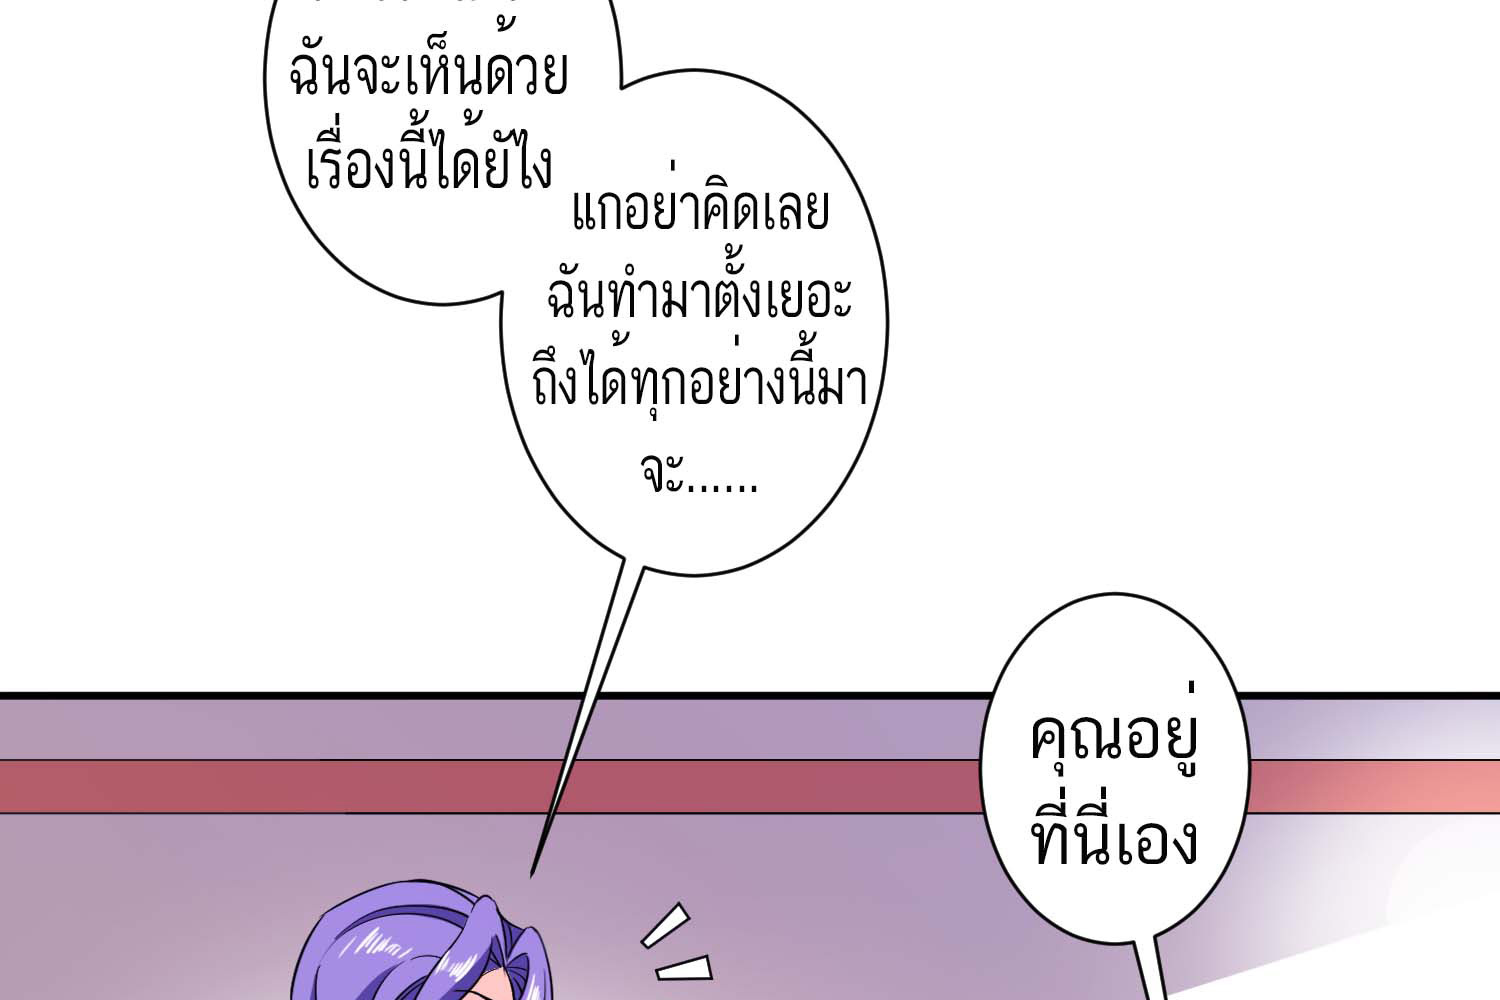 ฉันจะเห็นด้วย
เรื่องนี้ได้ยัไง
แกอย่าคิดเลย
ฉันทำมาตั้งเยอะ
ถึงได้ทุกอย่างนี้มา
จะ......
คุณอยู่
ที่นี่เอง